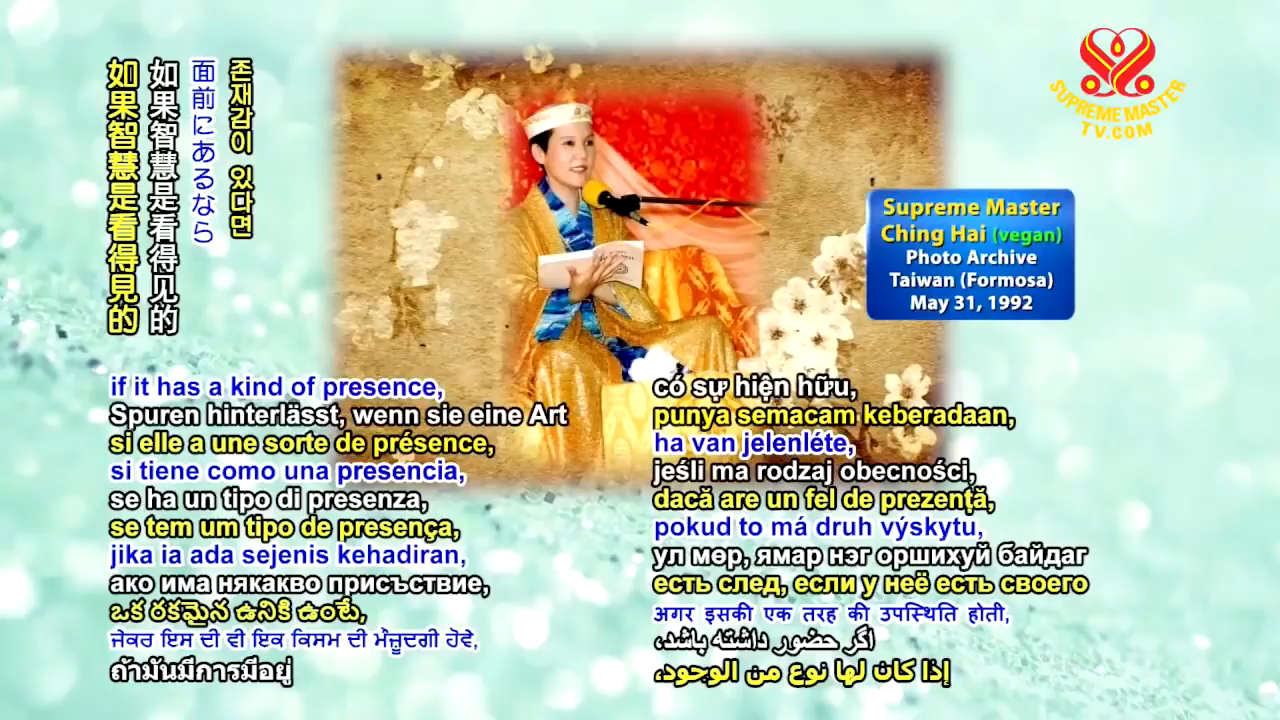 SUPREME MASTER
TV.COM
존재감이 있다면
面前にあるなら
如果智慧是看得见的
如果智慧是看得見的
Supreme Master
Ching Hai (vegan)
Photo Archive
Taiwan (Formosa)
May 31, 1992
if it has a kind of presence,
Spuren hinterlässt, wenn sie eine Art
si elle a une sorte de présence,
si tiene como una presencia,
se ha un tipo di presenza,
se tem um tipo de presença,
jika ia ada sejenis kehadiran,
ако има някакво присъствие,
ఒక రకమైన ఉనికి ఉంటే,
ਜੇਕਰ ਇਸ ਦੀ ਵੀ ਇਕ ਕਿਸਮ ਦੀ ਮੌਜ਼ੂਦਗੀ ਹੋਵੇ,
ถ้ามันมีการมีอยู่
có sự hiện hữu,
punya semacam keberadaan,
ha van jelenléte,
jeśli ma rodzaj obecności,
dacă are un fel de prezență,
pokud to má druh výskytu,
ул мөр, ямар нэг оршихуй байдаг
есть след, если у неё есть своего
अगर इसकी एक तरह की उपस्थिति होती,
اگر حضور داشته باشد،
إذا كان لها نوع من الوجود،